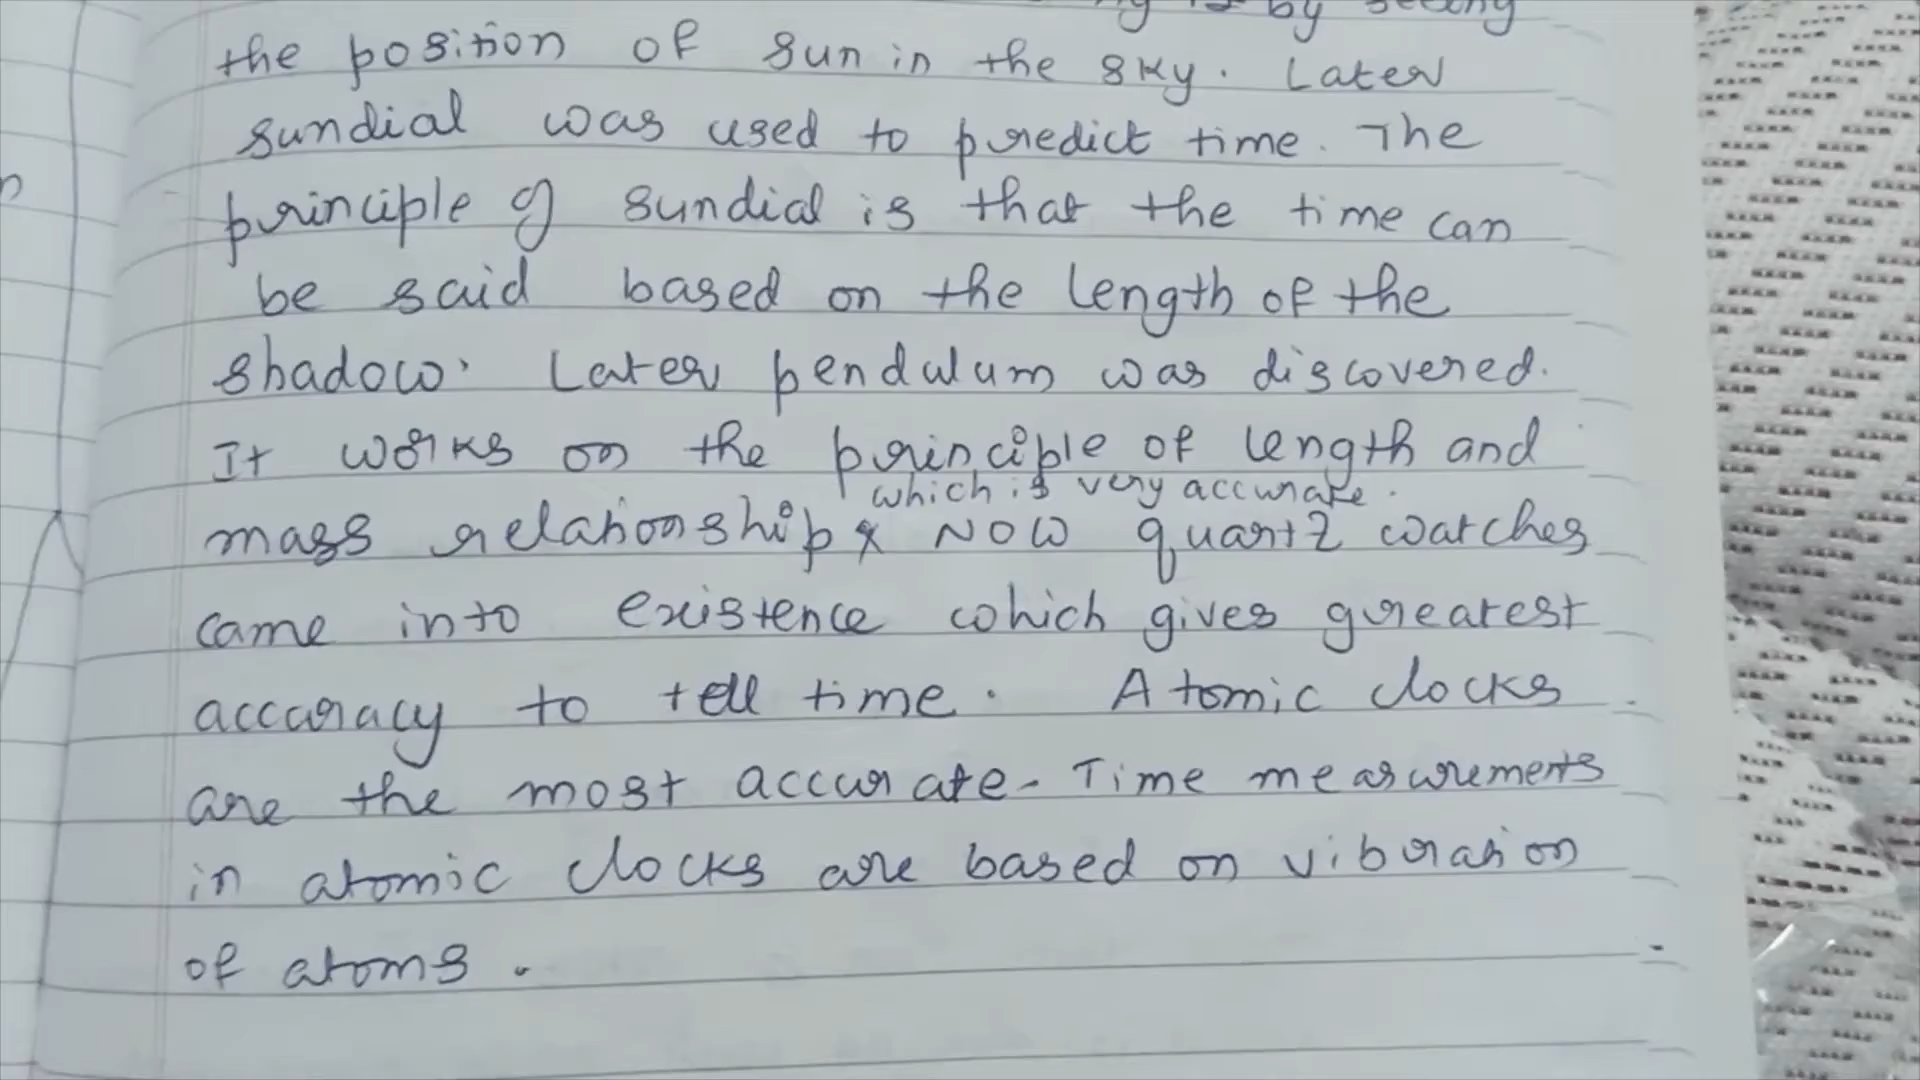 by seeing
the position of sun in the sky. Later
sundial was used to predict time. The
principle of sundial is that the time can
be said based on the length of the
shadow. Later pendulum was discovered.
It works on the principle of length and
which is very accurate.
mass relationship x Now quartz watches
came into existence which gives greatest
accuracy to tell time. Atomic clocks
are the most accurate. Time measurements
in atomic clocks are based on vibration
of atoms.